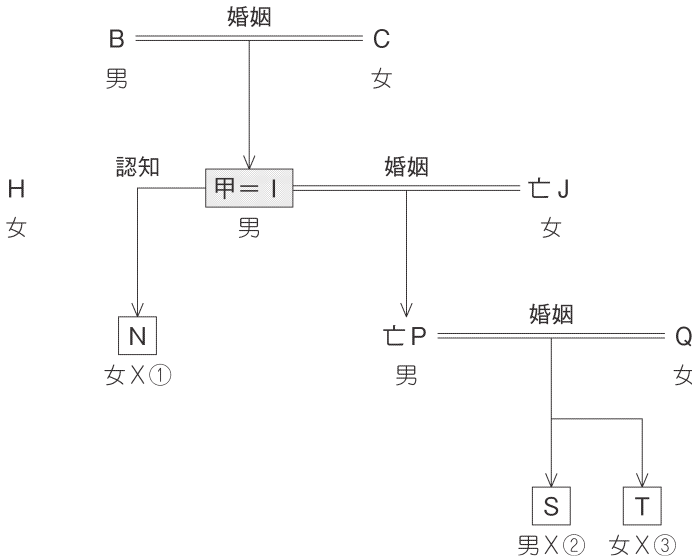 婚姻
B C
男 女
認知 婚姻
H 甲＝I 亡J
女 男 女
婚姻
N 亡P Q
女X① 男 女
S T
男X② 女X③